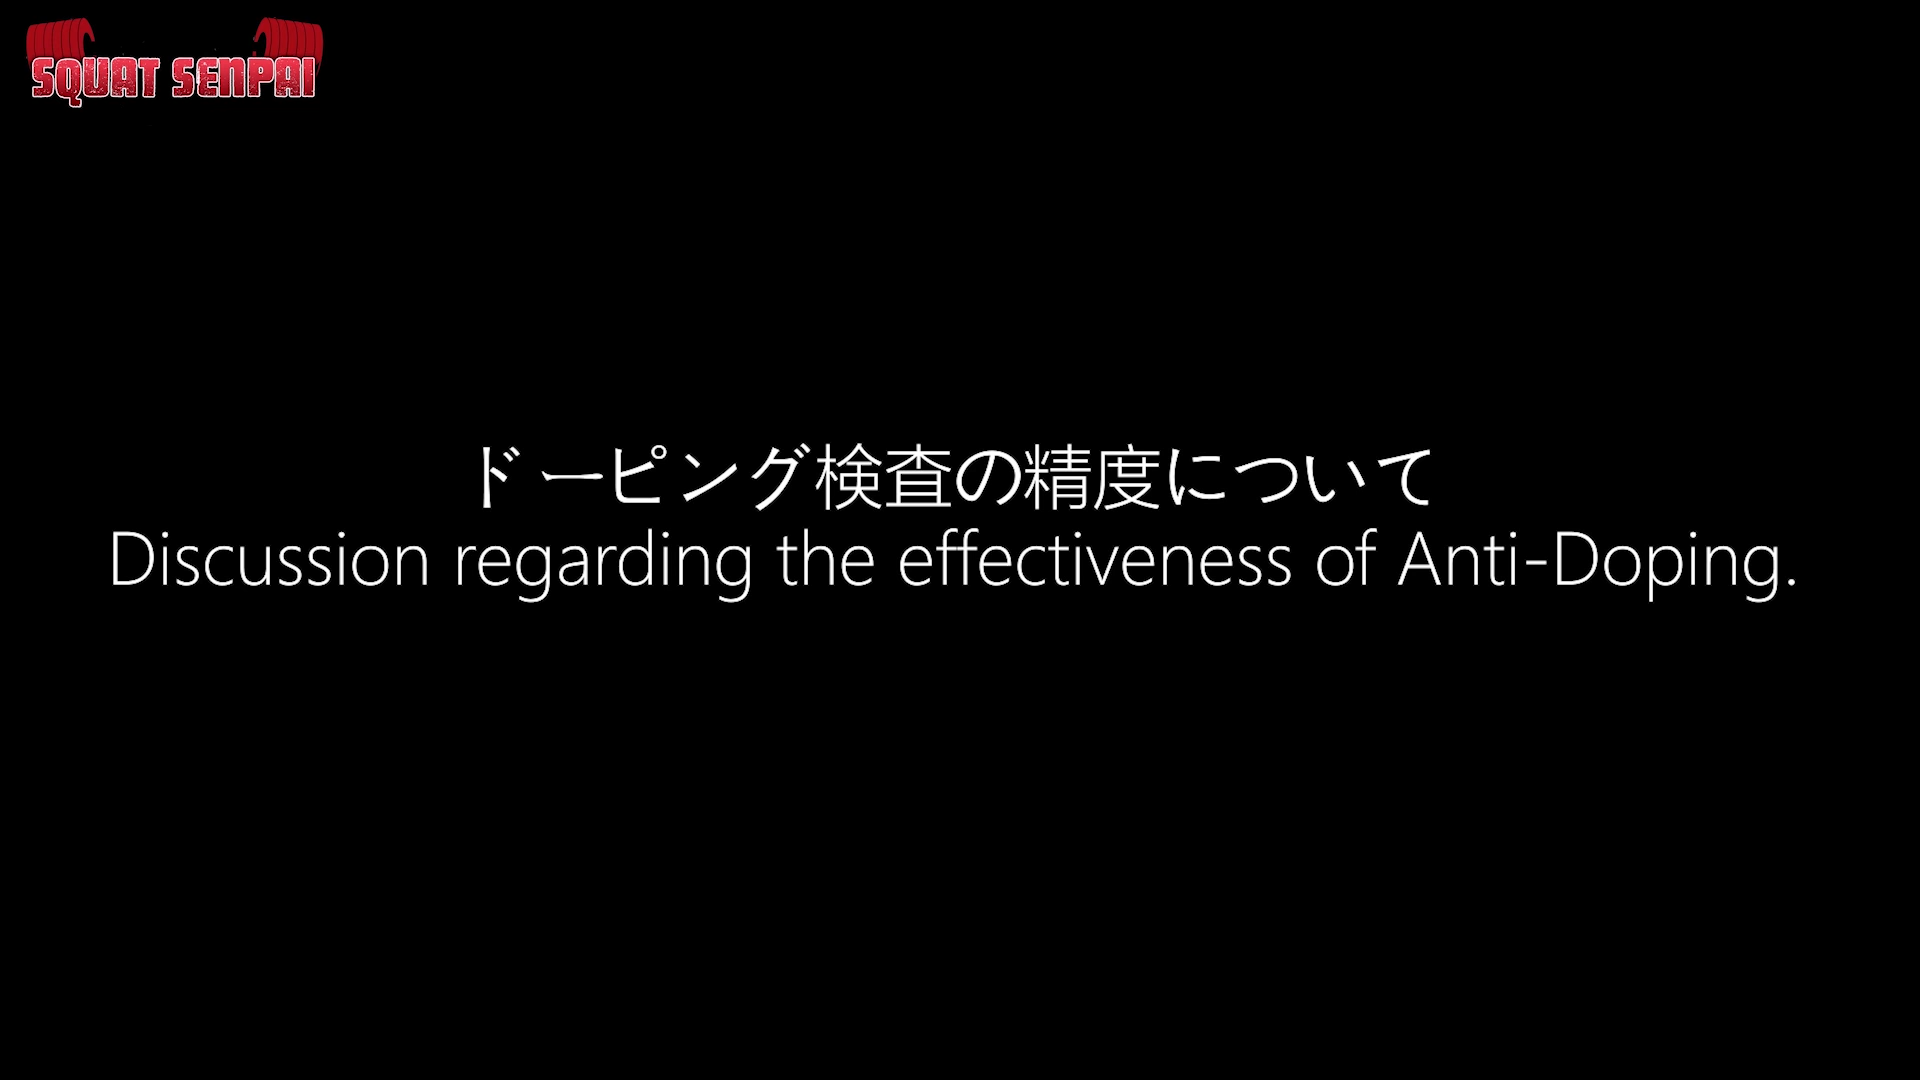 SQUAT SENPAI
ドーピング検査の精度について
Discussion regarding the effectiveness of Anti-Doping.